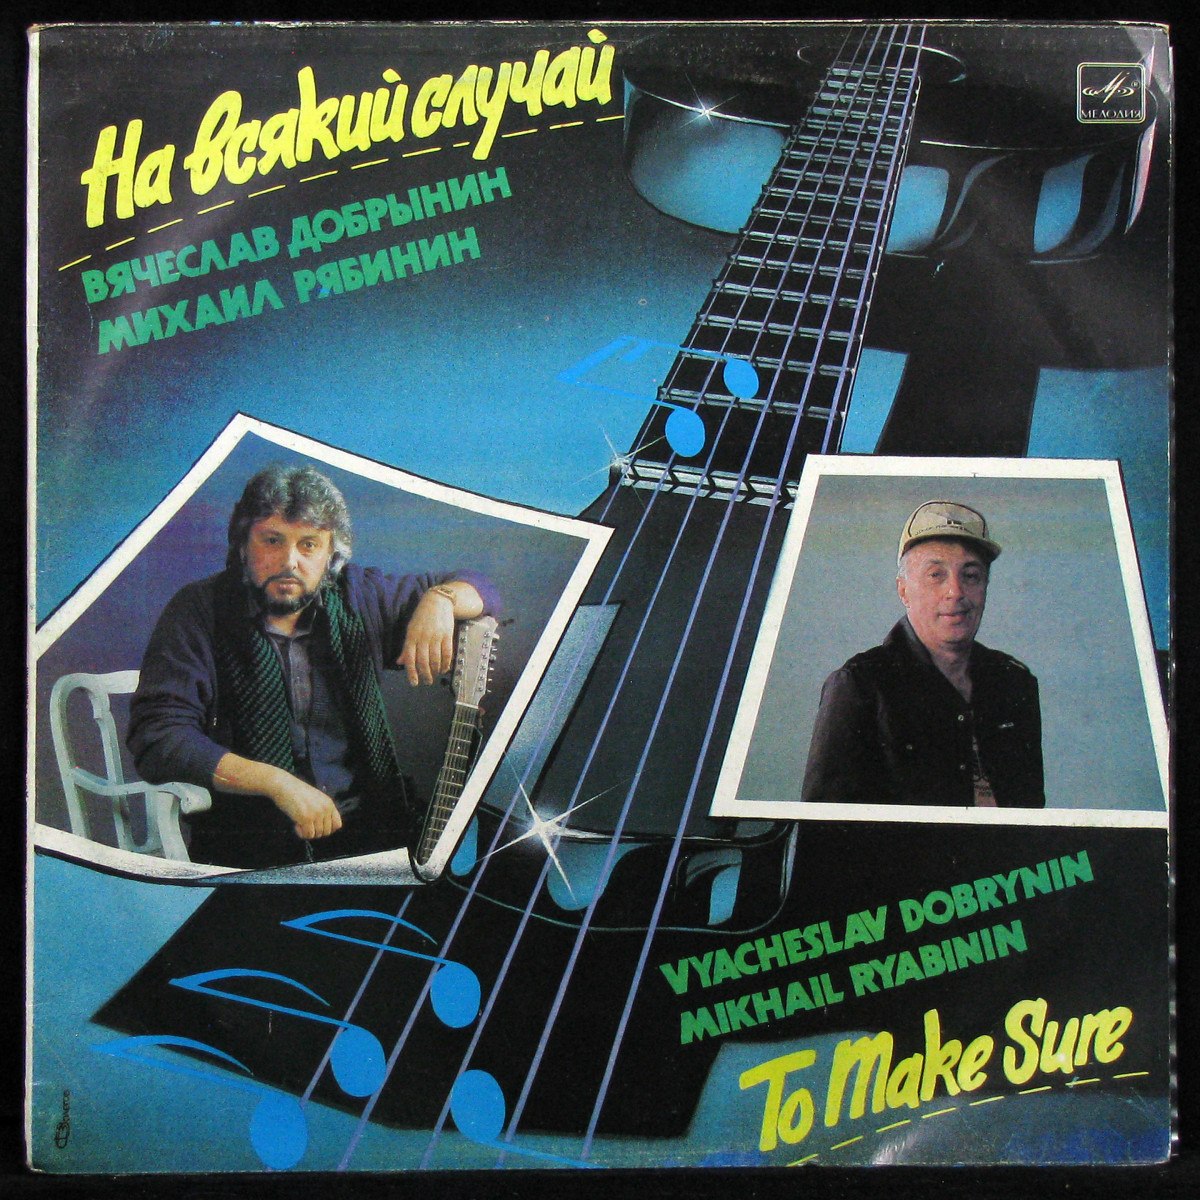 На всякий случай
ВЯЧЕСЛАВ ДОБРЫНИН
МИХАИЛ РЯБИНИН
МЕЛОДИЯ
VYACHESLAV DOBRYNIN
MIKHAIL RYABININ
To Make Sure